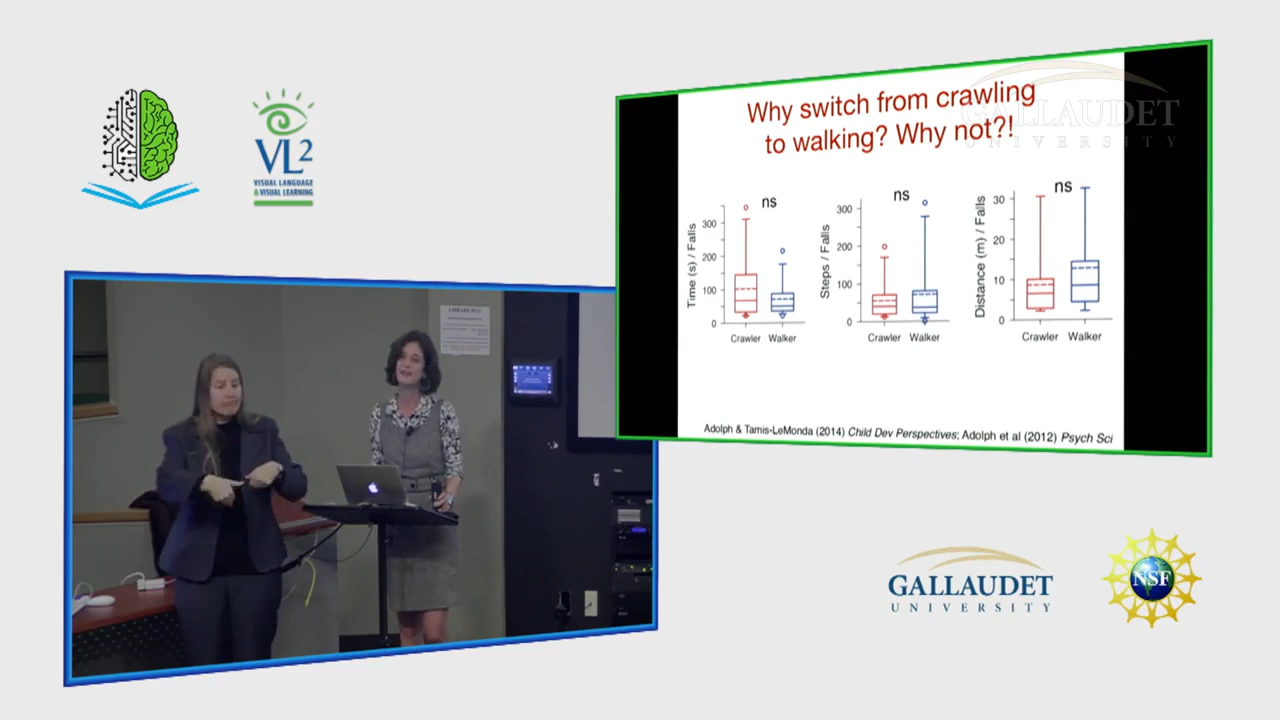 VL2
VISUAL LANGUAGE
& VISUAL LEARNING
LIBRARY B111
GALLAUDET
UNIVERSITY
Why switch from crawling
to walking? Why not?!
ns
Time (s) / Falls
300
200
100
0
Crawler
Walker
ns
Steps / Falls
300
200
100
0
Crawler
Walker
ns
Distance (m) / Falls
30
20
10
0
Crawler
Walker
Adolph & Tamis-LeMonda (2014) Child Dev Perspectives; Adolph et al (2012) Psych Sci
GALLAUDET
UNIVERSITY
NSF